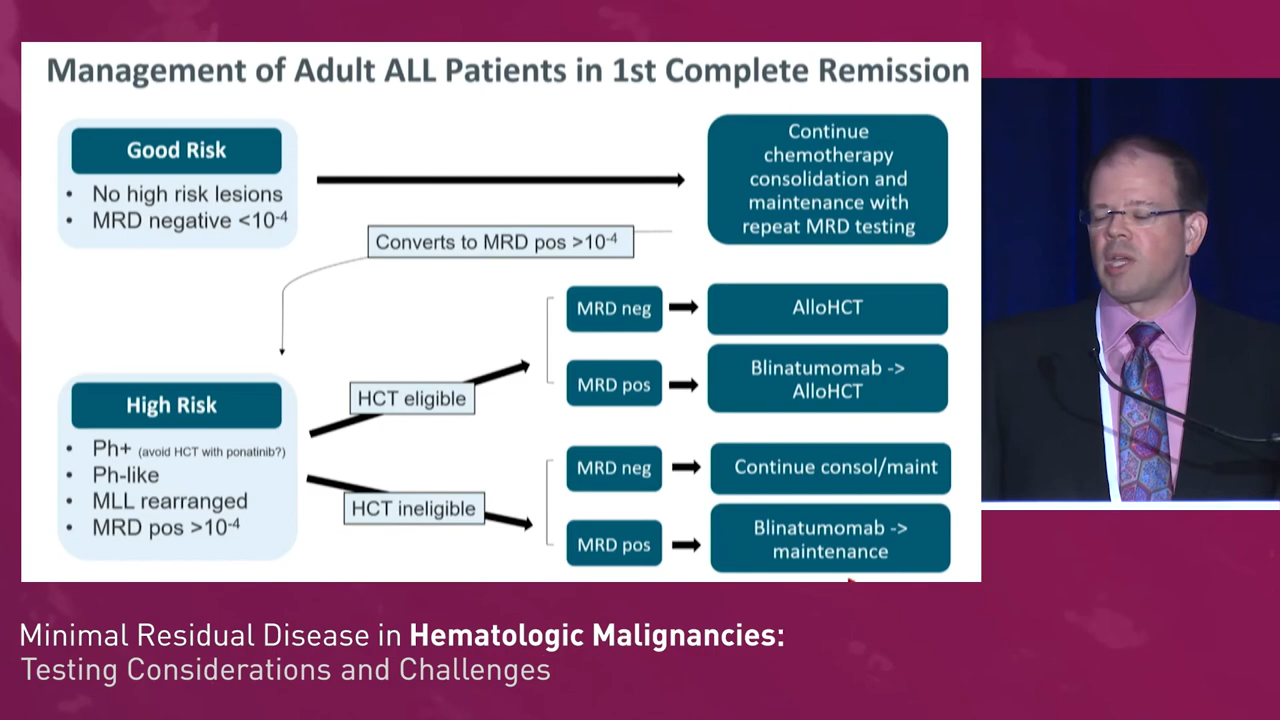 Management of Adult ALL Patients in 1st Complete Remission
Good Risk
• No high risk lesions
• MRD negative <10-4
Continue
chemotherapy
consolidation and
maintenance with
repeat MRD testing
Converts to MRD pos >10-4
High Risk
• Ph+ (avoid HCT with ponatinib?)
• Ph-like
• MLL rearranged
• MRD pos >10-4
HCT eligible
MRD neg
AlloHCT
MRD pos
Blinatumomab ->
AlloHCT
HCT ineligible
MRD neg
Continue consol/maint
MRD pos
Blinatumomab ->
maintenance
Minimal Residual Disease in Hematologic Malignancies:
Testing Considerations and Challenges